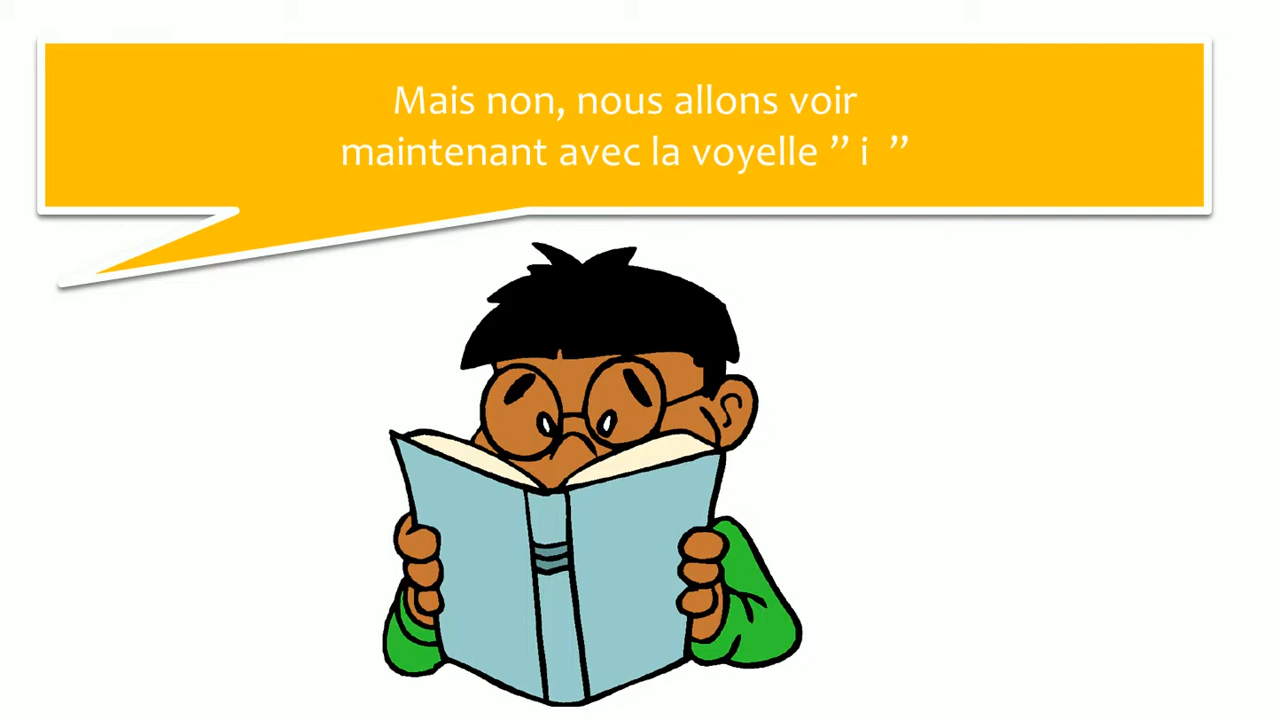 Mais non, nous allons voir
maintenant avec la voyelle ” i ”